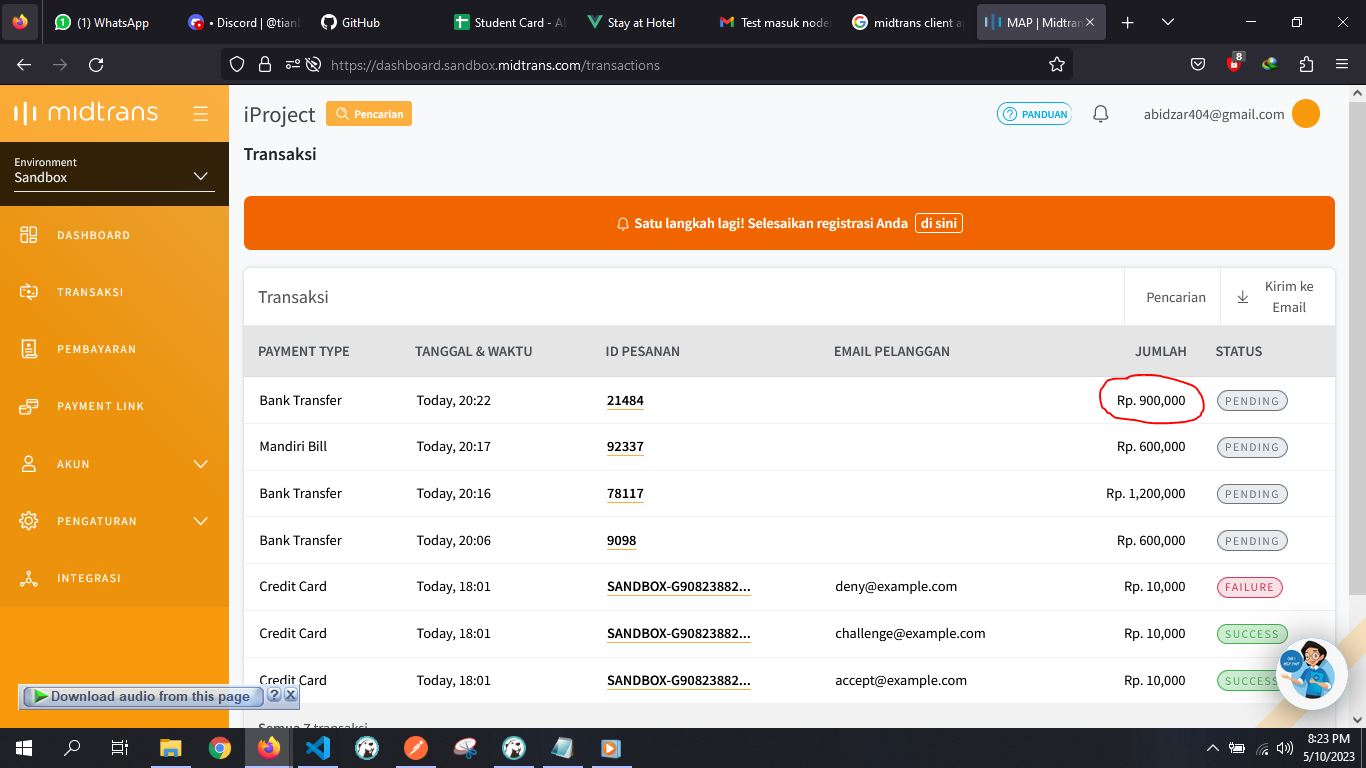 (1) WhatsApp
• Discord | @tian
GitHub
Student Card - Al
Stay at Hotel
Test masuk node
midtrans client a
MAP | Midtran
https://dashboard.sandbox.midtrans.com/transactions
8
midtrans
iProject
Pencarian
PANDUAN
abidzar404@gmail.com
Transaksi
Environment
Sandbox
DASHBOARD
TRANSAKSI
PEMBAYARAN
PAYMENT LINK
AKUN
PENGATURAN
INTEGRASI
Satu langkah lagi! Selesaikan registrasi Anda di sini
Transaksi
Pencarian
Kirim ke
Email
PAYMENT TYPE TANGGAL & WAKTU ID PESANAN EMAIL PELANGGAN JUMLAH STATUS
Bank Transfer Today, 20:22 21484 Rp. 900,000 PENDING
Mandiri Bill Today, 20:17 92337 Rp. 600,000 PENDING
Bank Transfer Today, 20:16 78117 Rp. 1,200,000 PENDING
Bank Transfer Today, 20:06 9098 Rp. 600,000 PENDING
Credit Card Today, 18:01 SANDBOX-G90823882... deny@example.com Rp. 10,000 FAILURE
Credit Card Today, 18:01 SANDBOX-G90823882... challenge@example.com Rp. 10,000 SUCCESS
Credit Card Today, 18:01 SANDBOX-G90823882... accept@example.com Rp. 10,000 SUCCESS
Semua 7 transaksi
Download audio from this page ?
8:23 PM
5/10/2023